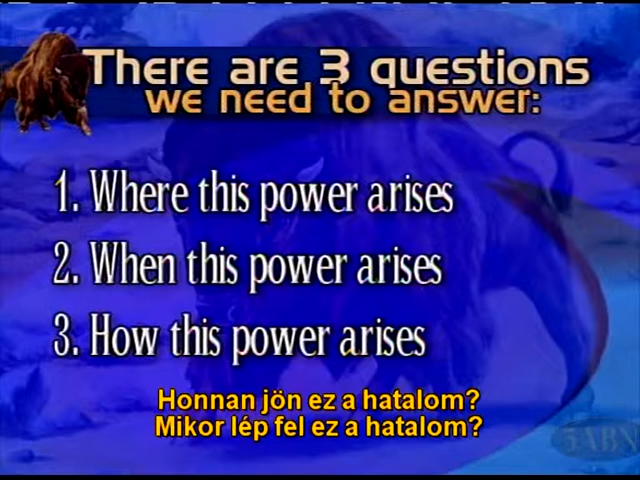 There are 3 questions
we need to answer:
1. Where this power arises
2. When this power arises
3. How this power arises
Honnan jön ez a hatalom?
Mikor lép fel ez a hatalom?
3ABN